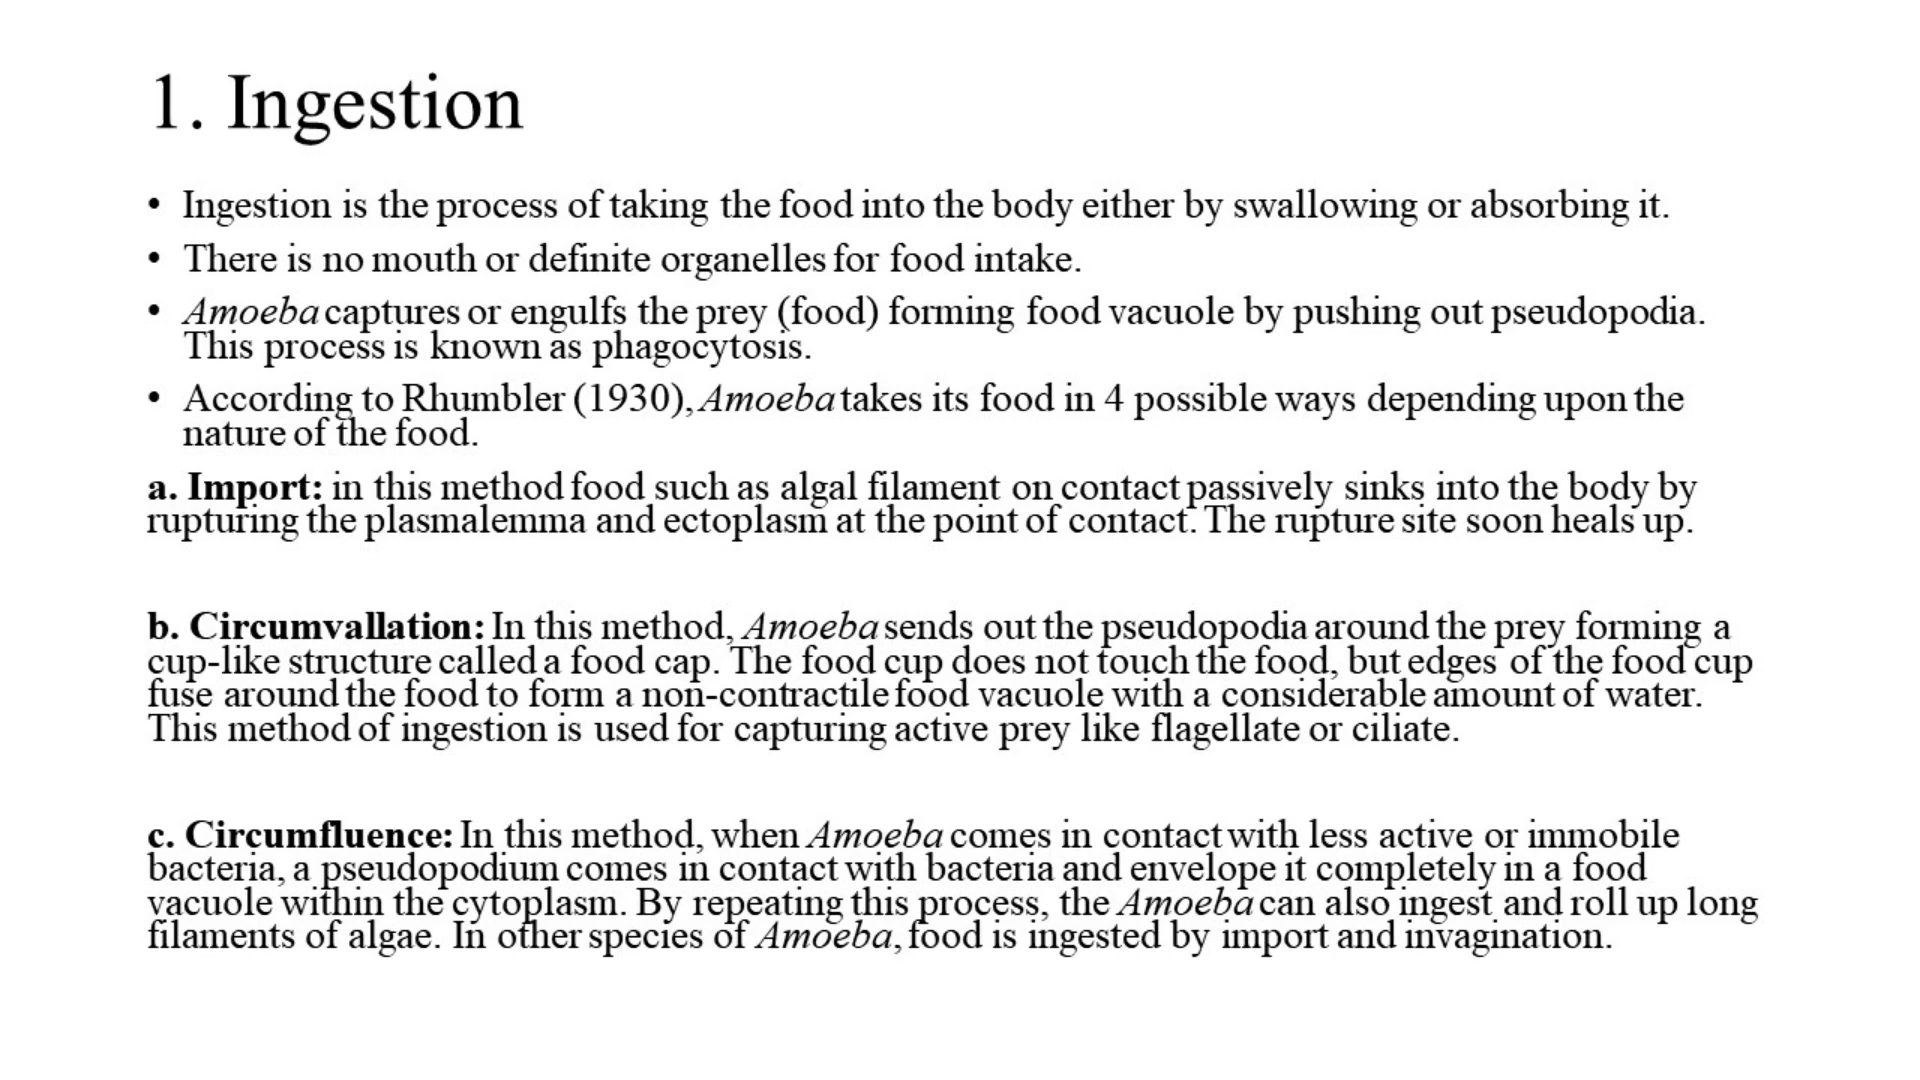 1. Ingestion
• Ingestion is the process of taking the food into the body either by swallowing or absorbing it.
• There is no mouth or definite organelles for food intake.
• Amoeba captures or engulfs the prey (food) forming food vacuole by pushing out pseudopodia.
This process is known as phagocytosis.
• According to Rhumbler (1930), Amoeba takes its food in 4 possible ways depending upon the
nature of the food.
a. Import: in this method food such as algal filament on contact passively sinks into the body by
rupturing the plasmalemma and ectoplasm at the point of contact. The rupture site soon heals up.
b. Circumvallation: In this method, Amoeba sends out the pseudopodia around the prey forming a
cup-like structure called a food cap. The food cup does not touch the food, but edges of the food cup
fuse around the food to form a non-contractile food vacuole with a considerable amount of water.
This method of ingestion is used for capturing active prey like flagellate or ciliate.
c. Circumfluence: In this method, when Amoeba comes in contact with less active or immobile
bacteria, a pseudopodium comes in contact with bacteria and envelope it completely in a food
vacuole within the cytoplasm. By repeating this process, the Amoeba can also ingest and roll up long
filaments of algae. In other species of Amoeba, food is ingested by import and invagination.